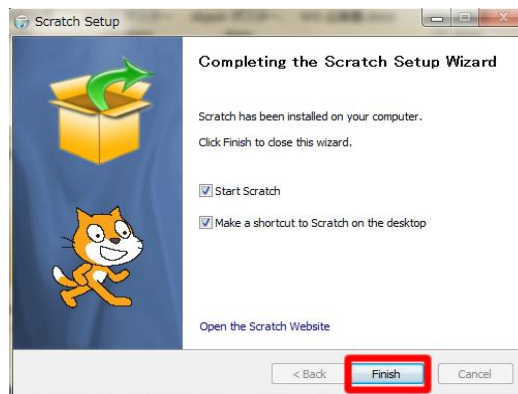 Scratch Setup
Completing the Scratch Setup Wizard
Scratch has been installed on your computer.
Click Finish to close this wizard.
Start Scratch
Make a shortcut to Scratch on the desktop
Open the Scratch Website
< Back
Finish
Cancel